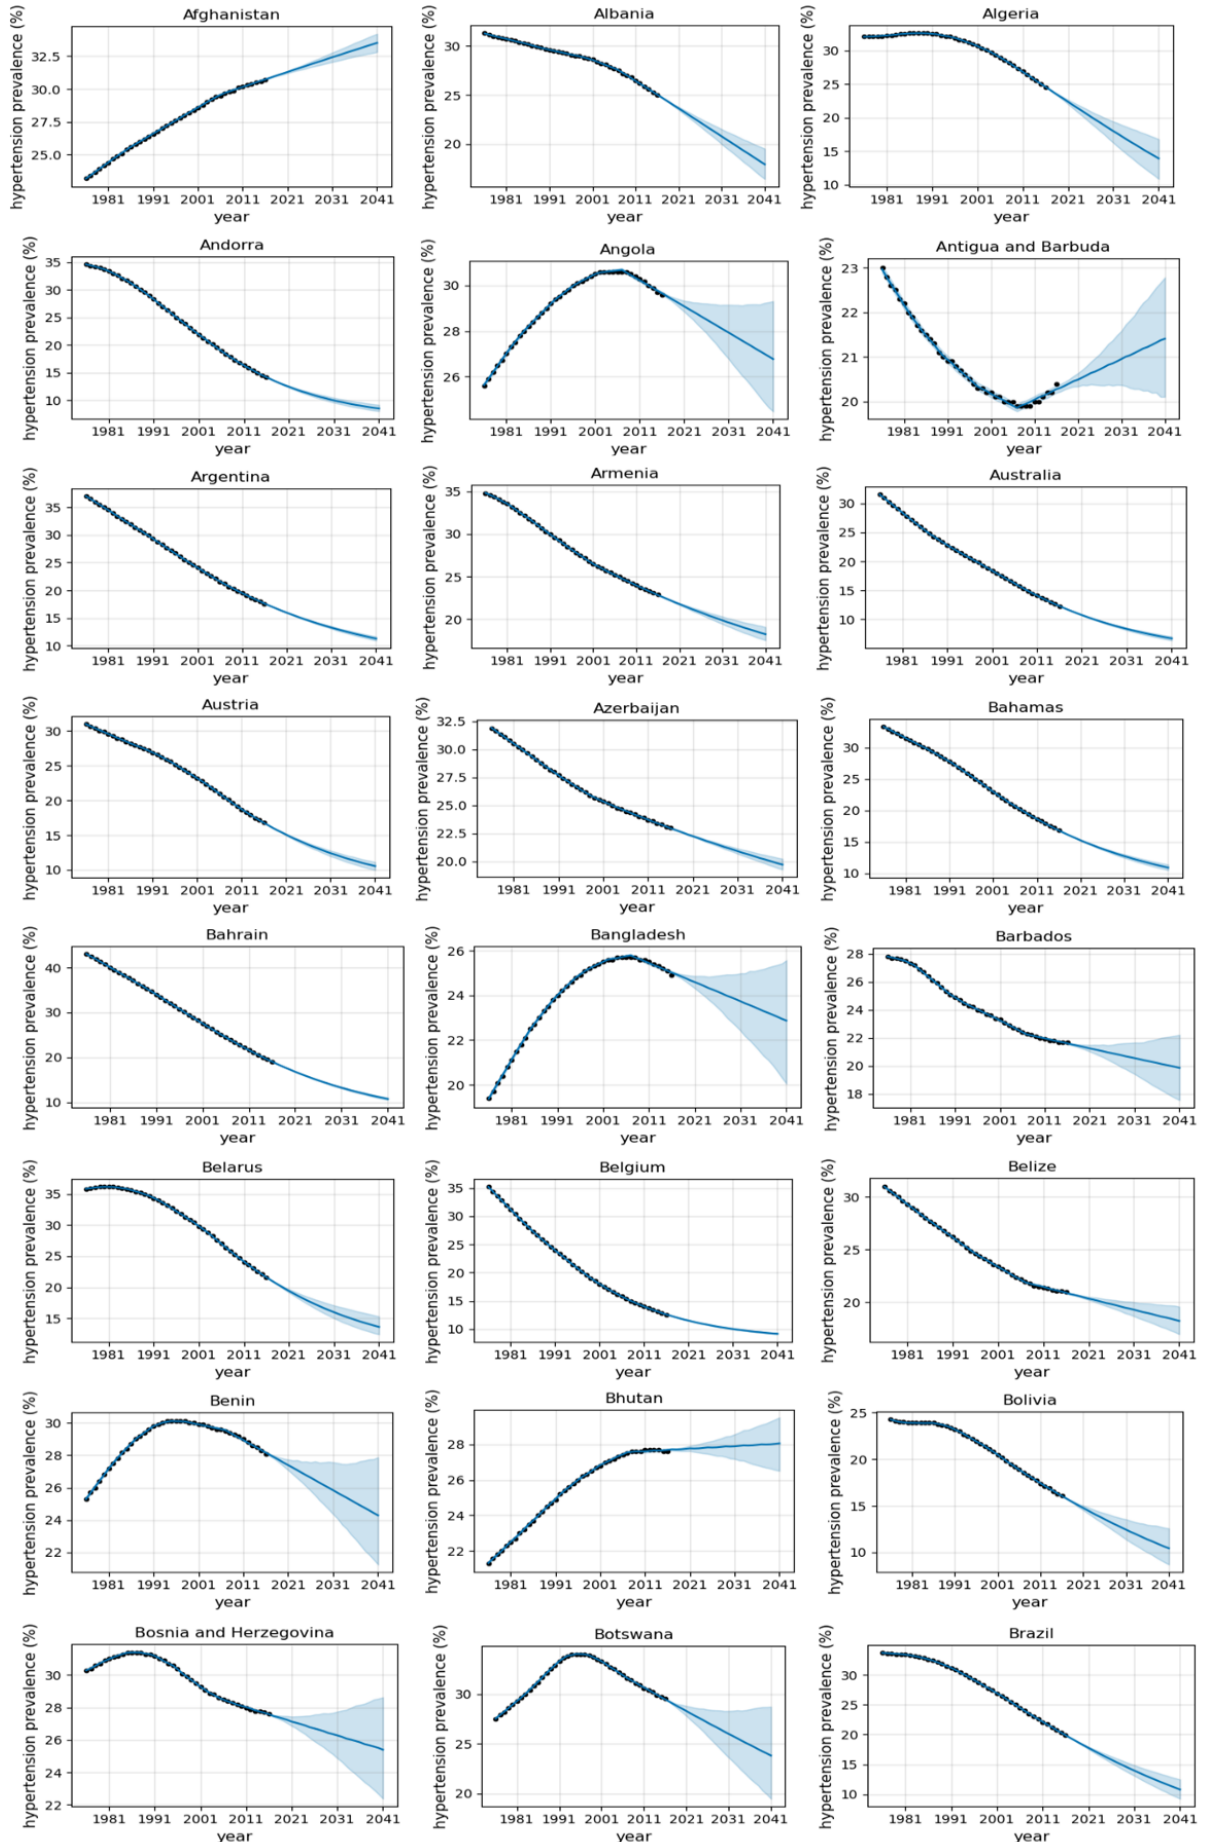 Afghanistan
hypertension prevalence (%)
32.5
30.0
27.5
25.0
1981 1991 2001 2011 2021 2031 2041
year
Albania
hypertension prevalence (%)
30
25
20
1981 1991 2001 2011 2021 2031 2041
year
Algeria
hypertension prevalence (%)
30
25
20
15
10
1981 1991 2001 2011 2021 2031 2041
year
Andorra
hypertension prevalence (%)
35
30
25
20
15
10
1981 1991 2001 2011 2021 2031 2041
year
Angola
hypertension prevalence (%)
30
28
26
1981 1991 2001 2011 2021 2031 2041
year
Antigua and Barbuda
hypertension prevalence (%)
23
22
21
20
1981 1991 2001 2011 2021 2031 2041
year
Argentina
hypertension prevalence (%)
35
30
25
20
15
10
1981 1991 2001 2011 2021 2031 2041
year
Armenia
hypertension prevalence (%)
35
30
25
20
1981 1991 2001 2011 2021 2031 2041
year
Australia
hypertension prevalence (%)
30
25
20
15
10
1981 1991 2001 2011 2021 2031 2041
year
Austria
hypertension prevalence (%)
30
25
20
15
10
1981 1991 2001 2011 2021 2031 2041
year
Azerbaijan
hypertension prevalence (%)
32.5
30.0
27.5
25.0
22.5
20.0
1981 1991 2001 2011 2021 2031 2041
year
Bahamas
hypertension prevalence (%)
30
25
20
15
10
1981 1991 2001 2011 2021 2031 2041
year
Bahrain
hypertension prevalence (%)
40
30
20
10
1981 1991 2001 2011 2021 2031 2041
year
Bangladesh
hypertension prevalence (%)
26
24
22
20
1981 1991 2001 2011 2021 2031 2041
year
Barbados
hypertension prevalence (%)
28
26
24
22
20
18
1981 1991 2001 2011 2021 2031 2041
year
Belarus
hypertension prevalence (%)
35
30
25
20
15
1981 1991 2001 2011 2021 2031 2041
year
Belgium
hypertension prevalence (%)
35
30
25
20
15
10
1981 1991 2001 2011 2021 2031 2041
year
Belize
hypertension prevalence (%)
30
25
20
1981 1991 2001 2011 2021 2031 2041
year
Benin
hypertension prevalence (%)
30
28
26
24
22
1981 1991 2001 2011 2021 2031 2041
year
Bhutan
hypertension prevalence (%)
28
26
24
22
1981 1991 2001 2011 2021 2031 2041
year
Bolivia
hypertension prevalence (%)
25
20
15
10
1981 1991 2001 2011 2021 2031 2041
year
Bosnia and Herzegovina
hypertension prevalence (%)
30
28
26
24
22
1981 1991 2001 2011 2021 2031 2041
year
Botswana
hypertension prevalence (%)
30
25
20
1981 1991 2001 2011 2021 2031 2041
year
Brazil
hypertension prevalence (%)
35
30
25
20
15
10
1981 1991 2001 2011 2021 2031 2041
year